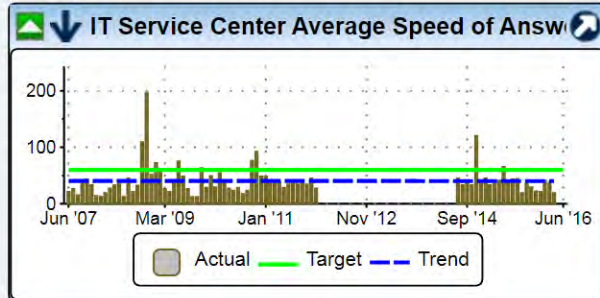 IT Service Center Average Speed of Answ
200
100
0
Jun '07 Mar '09 Jan '11 Nov '12 Sep '14 Jun '16
Actual Target Trend